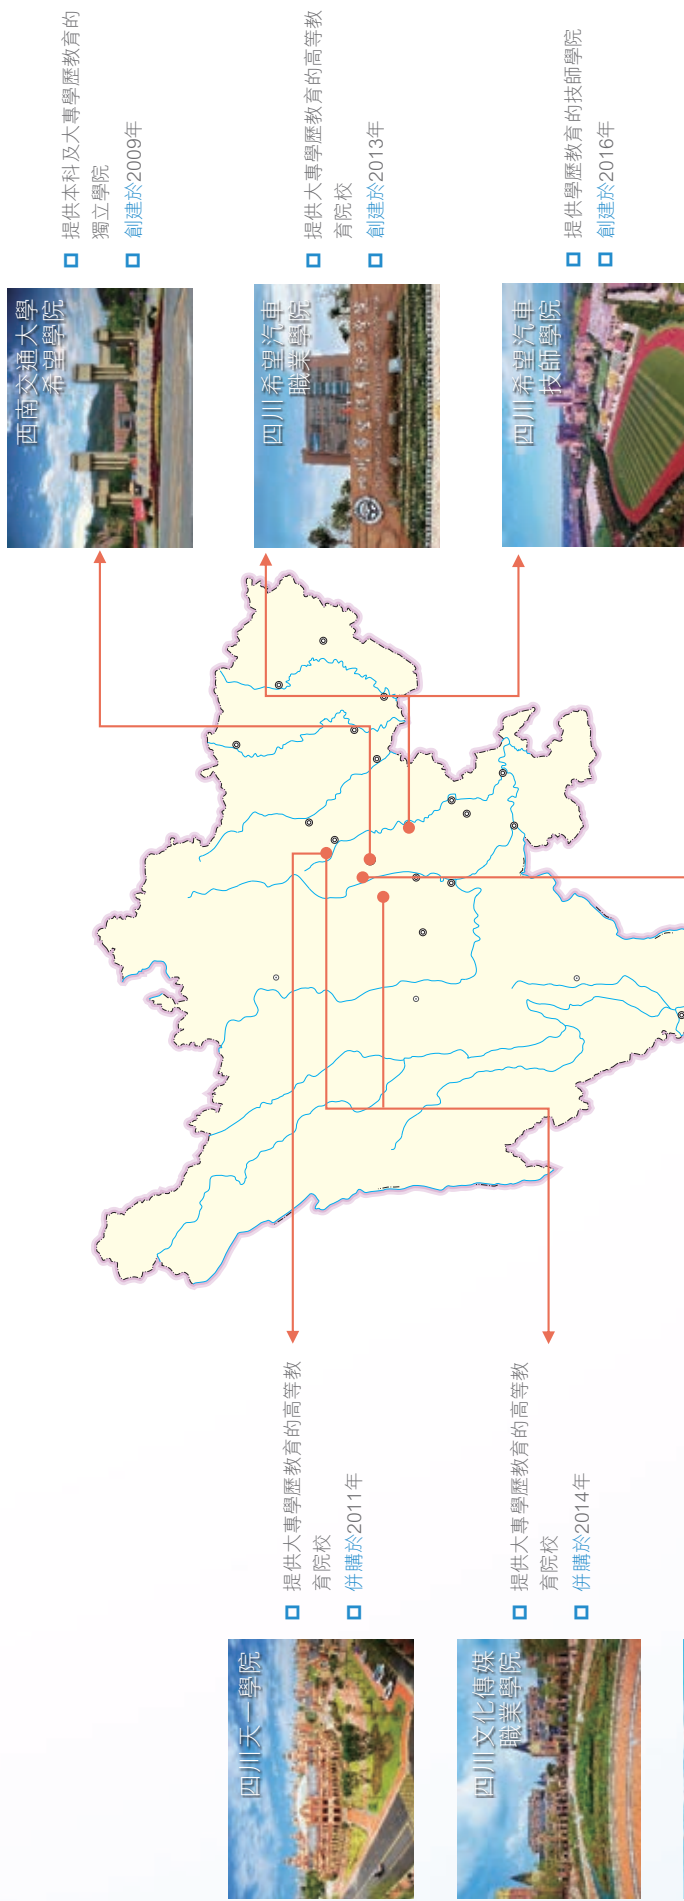 四川天一學院
提供大專學歷教育的高等教
育院校
併購於2011年
四川文化傳媒
職業學院
提供大專學歷教育的高等教
育院校
併購於2014年
西南交通大學
希望學院
提供本科及大專學歷教育的
獨立學院
創建於2009年
四川希望汽車
職業學院
提供大專學歷教育的高等教
育院校
創建於2013年
四川希望汽車
技師學院
提供學歷教育的技師學院
創建於2016年